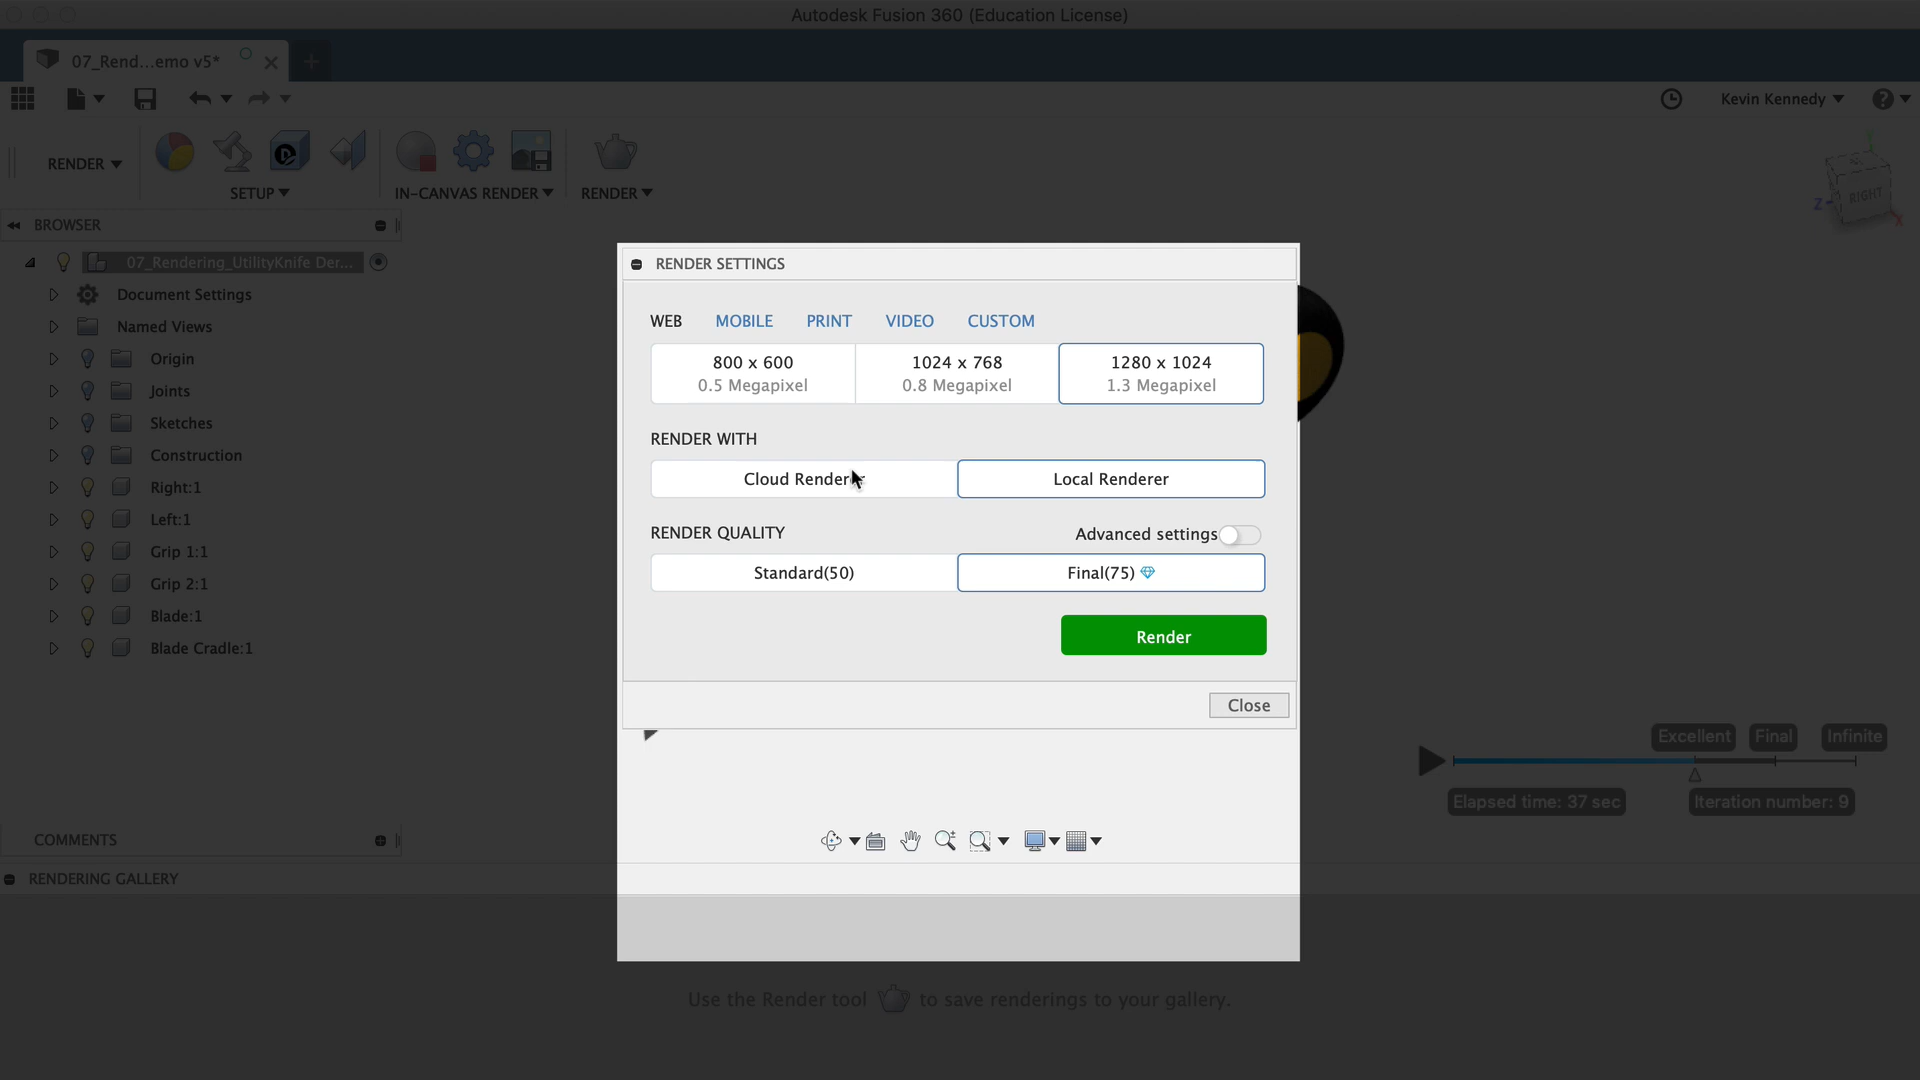 Autodesk Fusion 360 (Education License)
07_Rend...emo v5*
Kevin Kennedy
RENDER
SETUP
IN-CANVAS RENDER
RENDER
RIGHT
Z
X
BROWSER
07_Rendering_UtilityKnife Der...
Document Settings
Named Views
Origin
Joints
Sketches
Construction
Right:1
Left:1
Grip 1:1
Grip 2:1
Blade:1
Blade Cradle:1
RENDER SETTINGS
WEB MOBILE PRINT VIDEO CUSTOM
800 x 600 1024 x 768 1280 x 1024
0.5 Megapixel 0.8 Megapixel 1.3 Megapixel
RENDER WITH
Cloud Renderer Local Renderer
RENDER QUALITY Advanced settings
Standard(50) Final(75)
Render
Close
Excellent Final Infinite
Elapsed time: 37 sec Iteration number: 9
COMMENTS
RENDERING GALLERY
Use the Render tool to save renderings to your gallery.